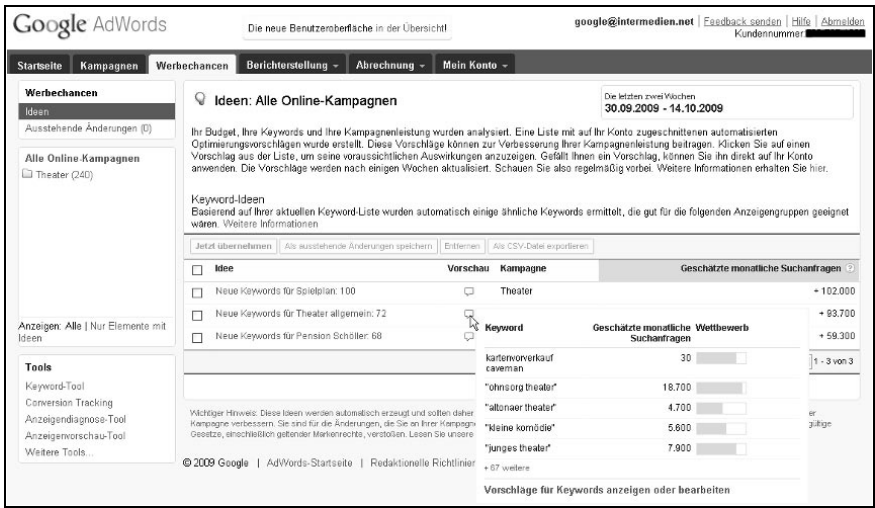 Google AdWords
Die neue Benutzeroberfläche in der Übersicht!
google@intermedien.net | Feedback senden | Hilfe | Abmelden
Kundennummer
Startseite Kampagnen Werbechancen Berichterstellung Abrechnung Mein Konto
Werbechancen
Ideen
Ausstehende Änderungen (0)
Alle Online-Kampagnen
Theater (240)
Anzeigen: Alle | Nur Elemente mit
Ideen
Tools
Keyword-Tool
Conversion Tracking
Anzeigendiagnose-Tool
Anzeigenvorschau-Tool
Weitere Tools...
Ideen: Alle Online-Kampagnen
Die letzten zwei Wochen
30.09.2009 - 14.10.2009
Ihr Budget, Ihre Keywords und Ihre Kampagnenleistung wurden analysiert. Eine Liste mit auf Ihr Konto zugeschnittenen automatisierten
Optimierungsvorschlägen wurde erstellt. Diese Vorschläge können zur Verbesserung Ihrer Kampagnenleistung beitragen. Klicken Sie auf einen
Vorschlag aus der Liste, um seine voraussichtlichen Auswirkungen anzuzeigen. Gefällt Ihnen ein Vorschlag, können Sie ihn direkt auf Ihr Konto
anwenden. Die Vorschläge werden nach einigen Wochen aktualisiert. Schauen Sie also regelmäßig vorbei. Weitere Informationen erhalten Sie hier.
Keyword-Ideen
Basierend auf Ihrer aktuellen Keyword-Liste wurden automatisch einige ähnliche Keywords ermittelt, die gut für die folgenden Anzeigengruppen geeignet
wären. Weitere Informationen
Jetzt übernehmen Als ausstehende Änderungen speichern Entfernen Als CSV-Datei exportieren
Idee Vorschau Kampagne Geschätzte monatliche Suchanfragen ?
Neue Keywords für Spielplan: 100 Theater + 102.000
Neue Keywords für Theater allgemein: 72 + 93.700
Neue Keywords für Pension Schöller: 68 + 59.300
1 - 3 von 3
Keyword Geschätzte monatliche Wettbewerb
Suchanfragen
kartenvorverkauf 30
caveman
"ohnsorg theater" 18.700
"altonaer theater" 4.700
"kleine komödie" 5.600
"junges theater" 7.900
+ 67 weitere
Vorschläge für Keywords anzeigen oder bearbeiten
Wichtiger Hinweis: Diese Ideen werden automatisch erzeugt und sollten daher er
Kampagne verbessern. Sie sind für die Änderungen, die Sie an Ihrer Kampagn gültige
Gesetze, einschließlich geltender Markenrechte, verstoßen. Lesen Sie unsere
© 2009 Google | AdWords-Startseite | Redaktionelle Richtlinier